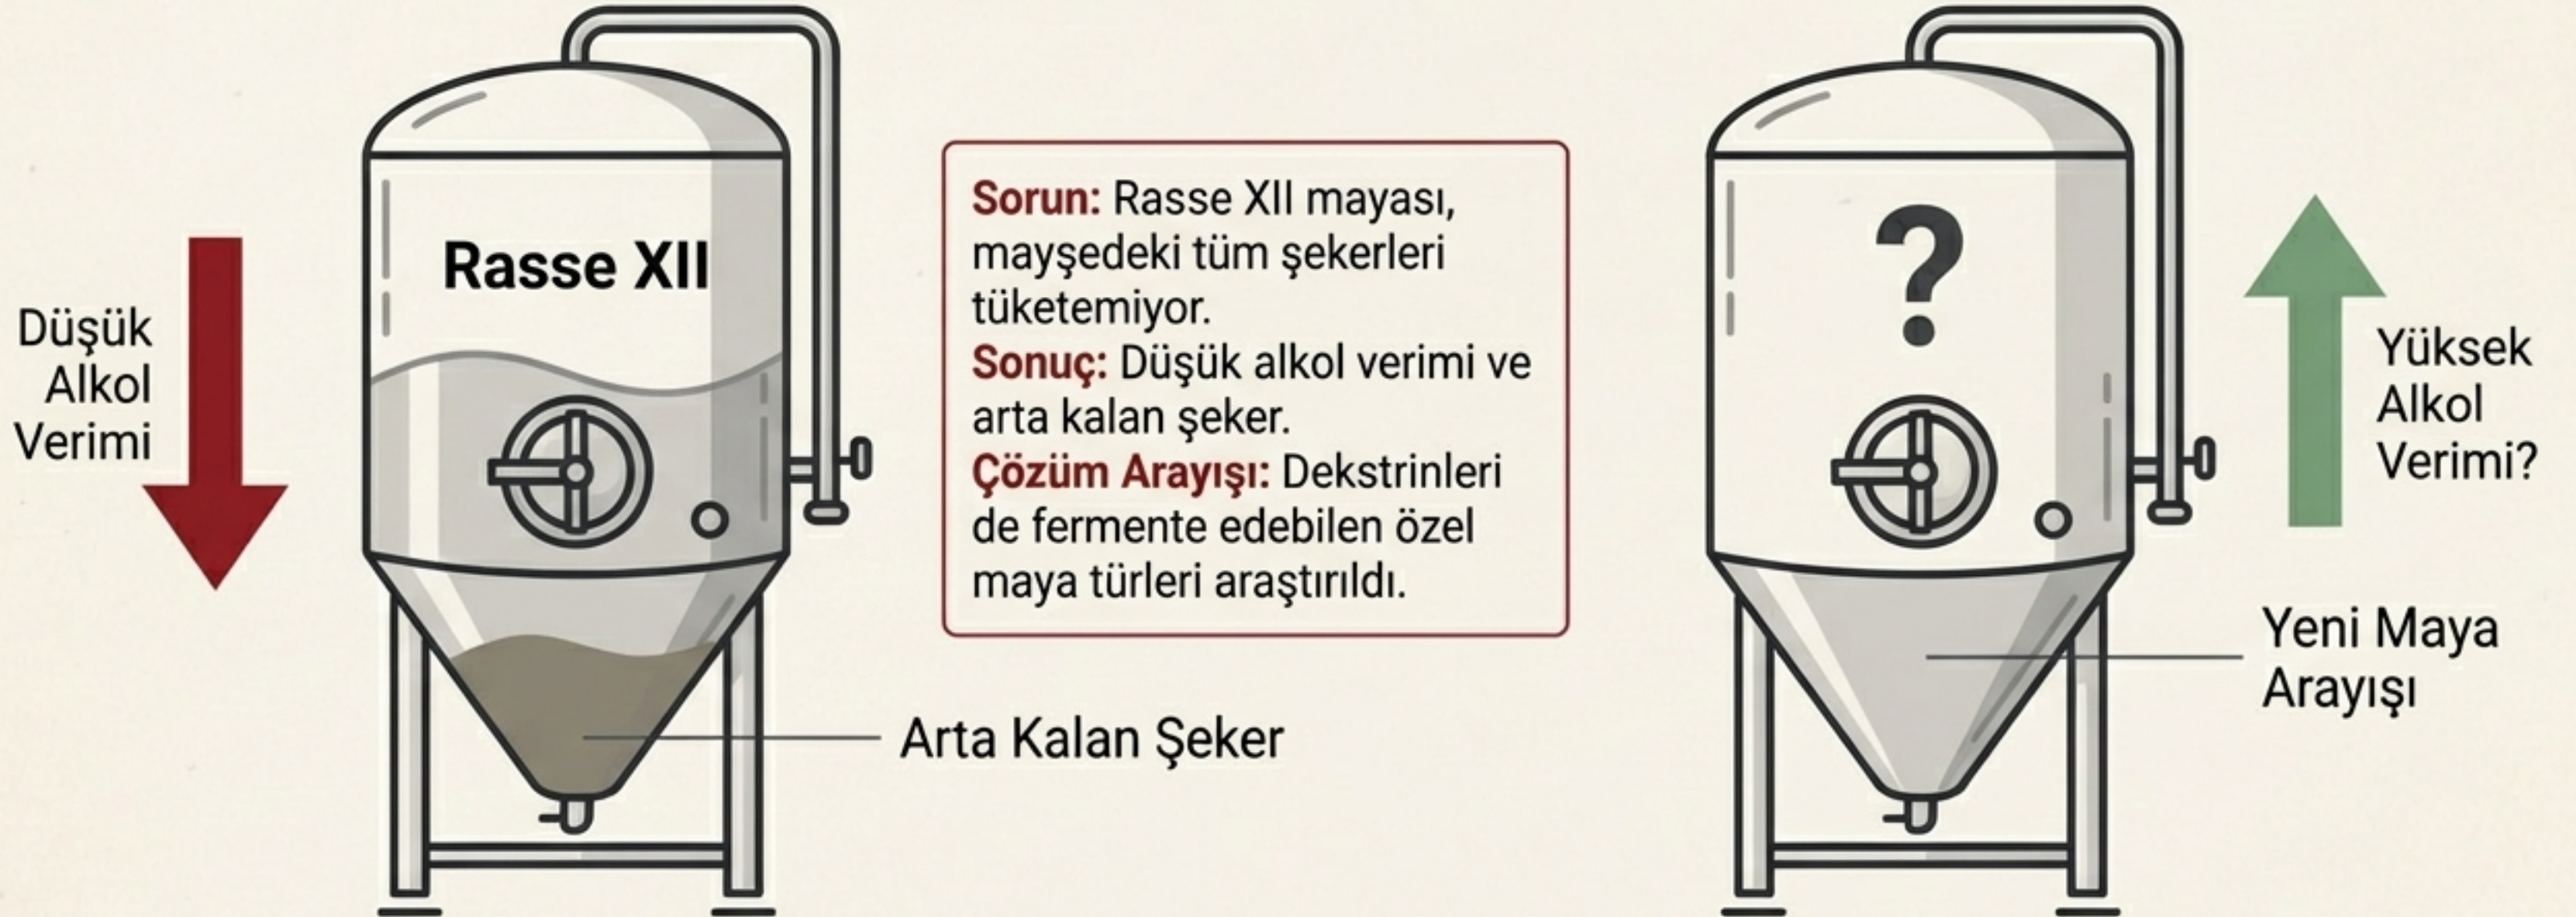 Düşük
Alkol
Verimi
Rasse XII
Sorun: Rasse XII mayası,
mayşedeki tüm şekerleri
tüketemiyor.
Sonuç: Düşük alkol verimi ve
arta kalan şeker.
Çözüm Arayışı: Dekstrinleri
de fermente edebilen özel
maya türleri araştırıldı.
Arta Kalan Şeker
?
Yüksek
Alkol
Verimi?
Yeni Maya
Arayışı